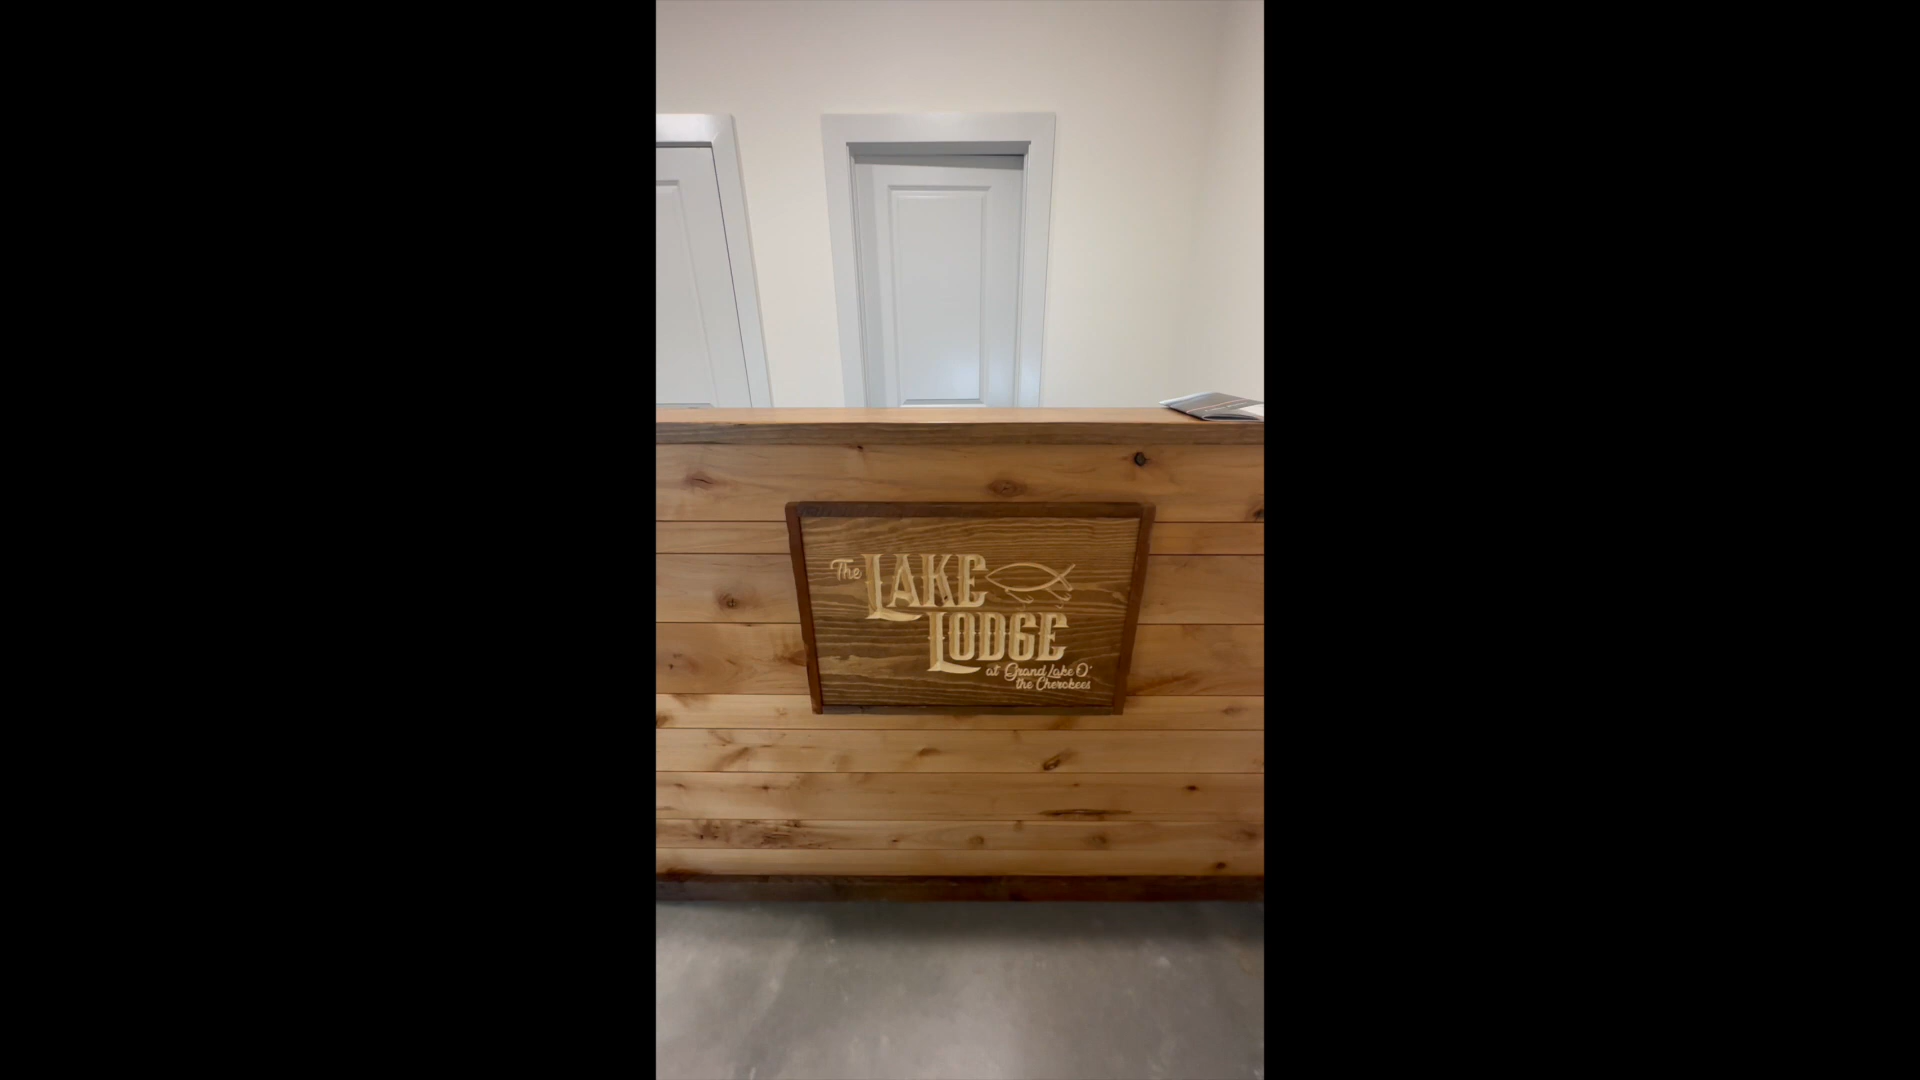 The LAKE
LODGE
at Grand Lake O'
the Cherokees